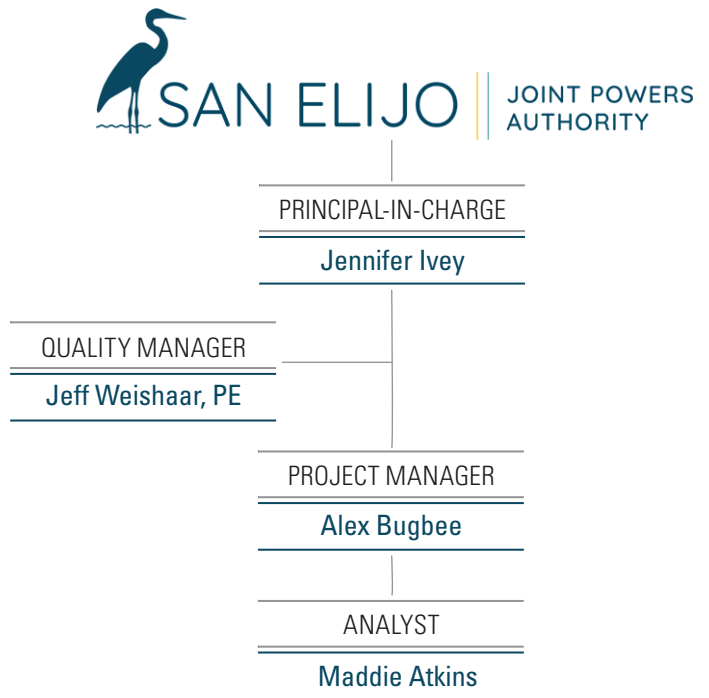 SAN ELIJO
JOINT POWERS
AUTHORITY
PRINCIPAL-IN-CHARGE
Jennifer Ivey
QUALITY MANAGER
Jeff Weishaar, PE
PROJECT MANAGER
Alex Bugbee
ANALYST
Maddie Atkins